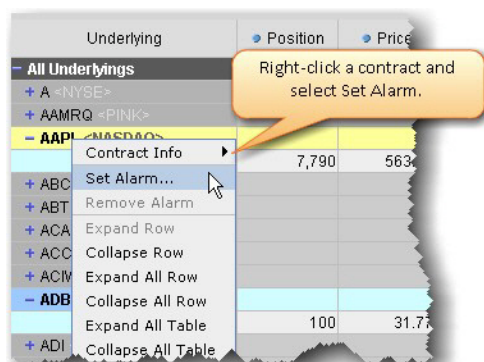 Underlying Position Price
All Underlyings
Right-click a contract and
select Set Alarm.
+ A <NYSE>
+ AAMRQ <PINK>
− AAPL <NASDAQ>
Contract Info
7,790 563
+ ABC
Set Alarm...
+ ABT
Remove Alarm
+ ACA
Expand Row
+ ACC
Collapse Row
Expand All Row
− ADB
Collapse All Row
Expand All Table
100 31.77
+ ADI
Collapse All Table